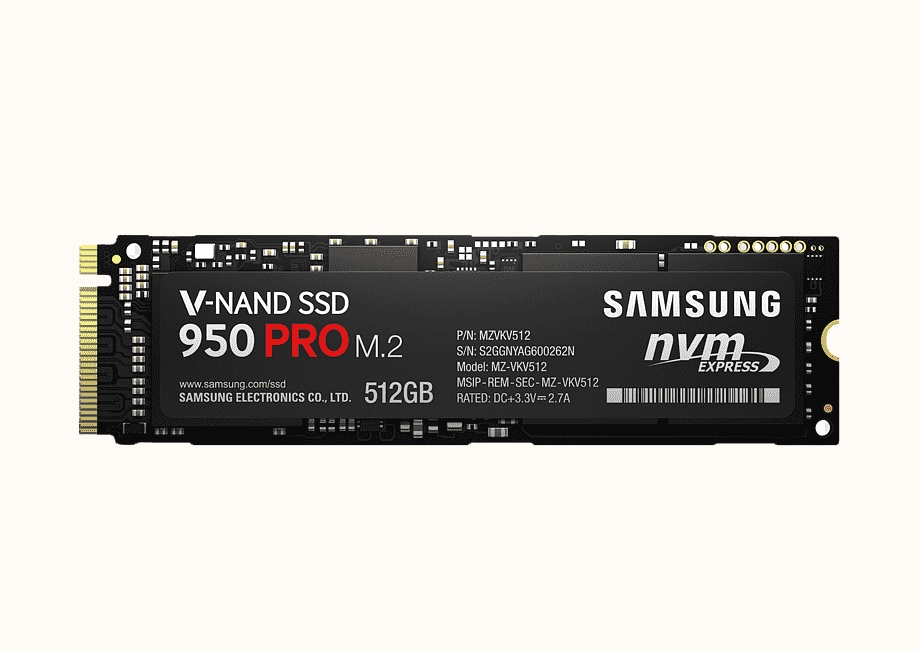 V-NAND SSD
950 PRO M.2
www.samsung.com/ssd
SAMSUNG ELECTRONICS CO., LTD.
512GB
P/N: MZVKV512
S/N: S2GGNYAG600262N
Model: MZ-VKV512
MSIP-REM-SEC-MZ-VKV512
RATED: DC+3.3V⎓ 2.7A
SAMSUNG
nvm
EXPRESS